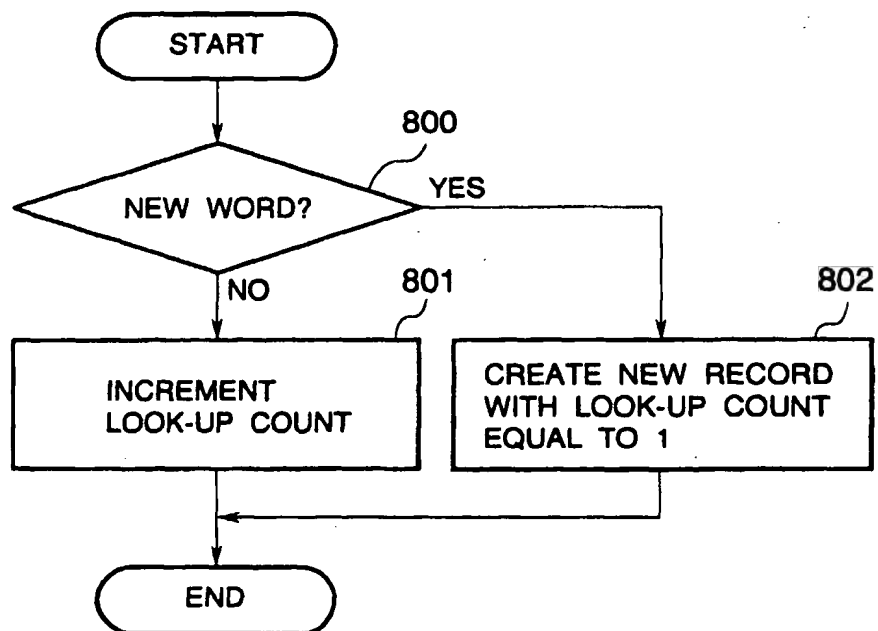 START
800
NEW WORD?
YES
NO
801
802
INCREMENT
LOOK-UP COUNT
CREATE NEW RECORD
WITH LOOK-UP COUNT
EQUAL TO 1
END